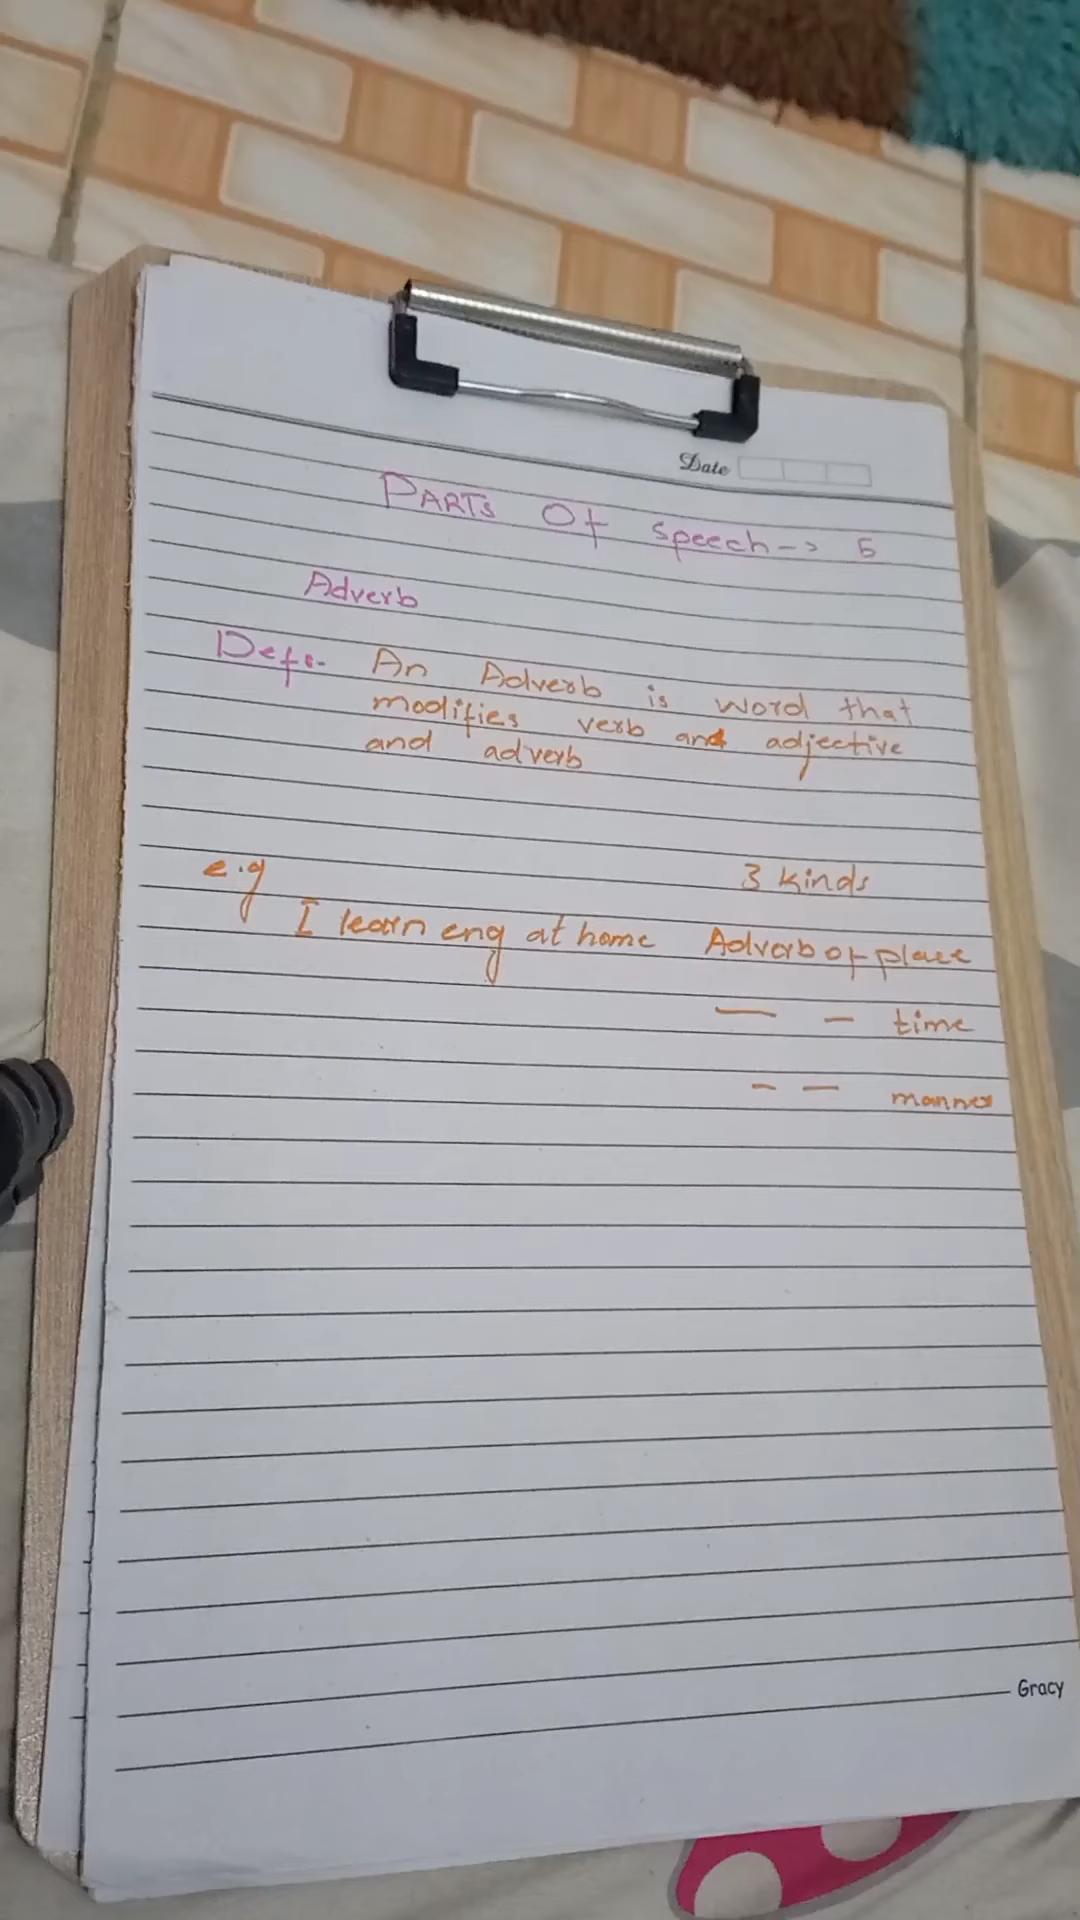 Date
PARTS Of speech -> 5
Adverb
Def:- An Adverb is word that
modifies verb and adjective
and adverb
e.g
3 kinds
I learn eng at home Adverb of place
— – time
– – manner
Gracy